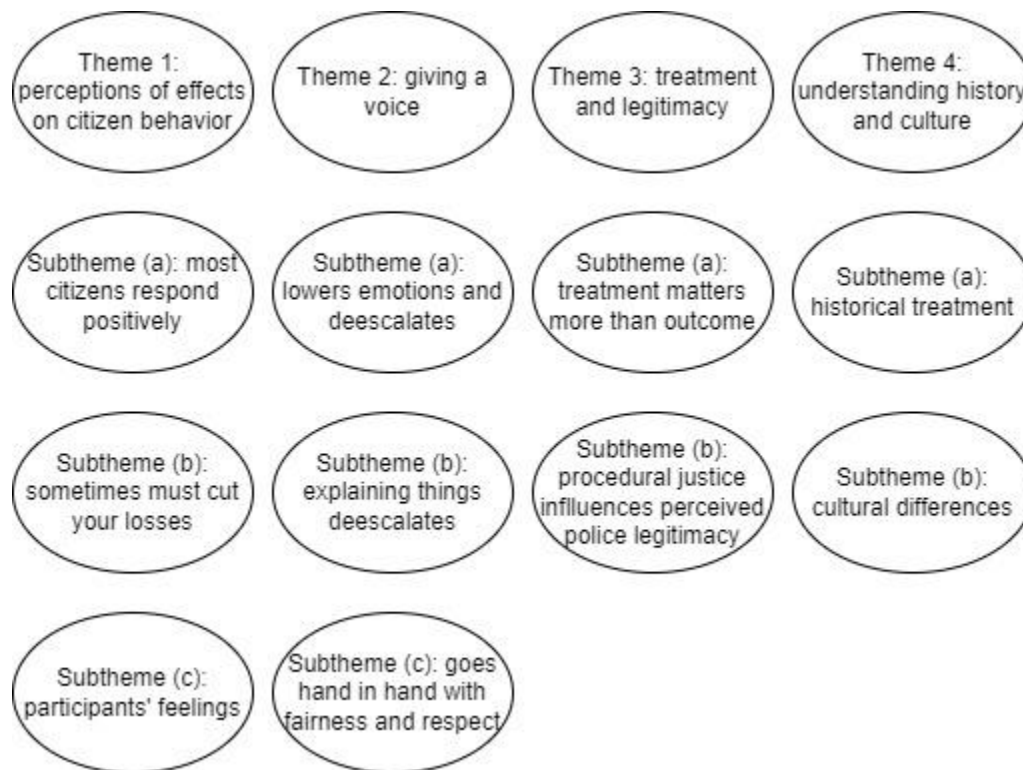 Theme 1:
perceptions of effects
on citizen behavior
Theme 2: giving a
voice
Theme 3: treatment
and legitimacy
Theme 4:
understanding history
and culture
Subtheme (a): most
citizens respond
positively
Subtheme (a):
lowers emotions and
deescalates
Subtheme (a):
treatment matters
more than outcome
Subtheme (a):
historical treatment
Subtheme (b):
sometimes must cut
your losses
Subtheme (b):
explaining things
deescalates
Subtheme (b):
procedural justice
infliuences perceived
police legitimacy
Subtheme (b):
cultural differences
Subtheme (c):
participants' feelings
Subtheme (c): goes
hand in hand with
fairness and respect